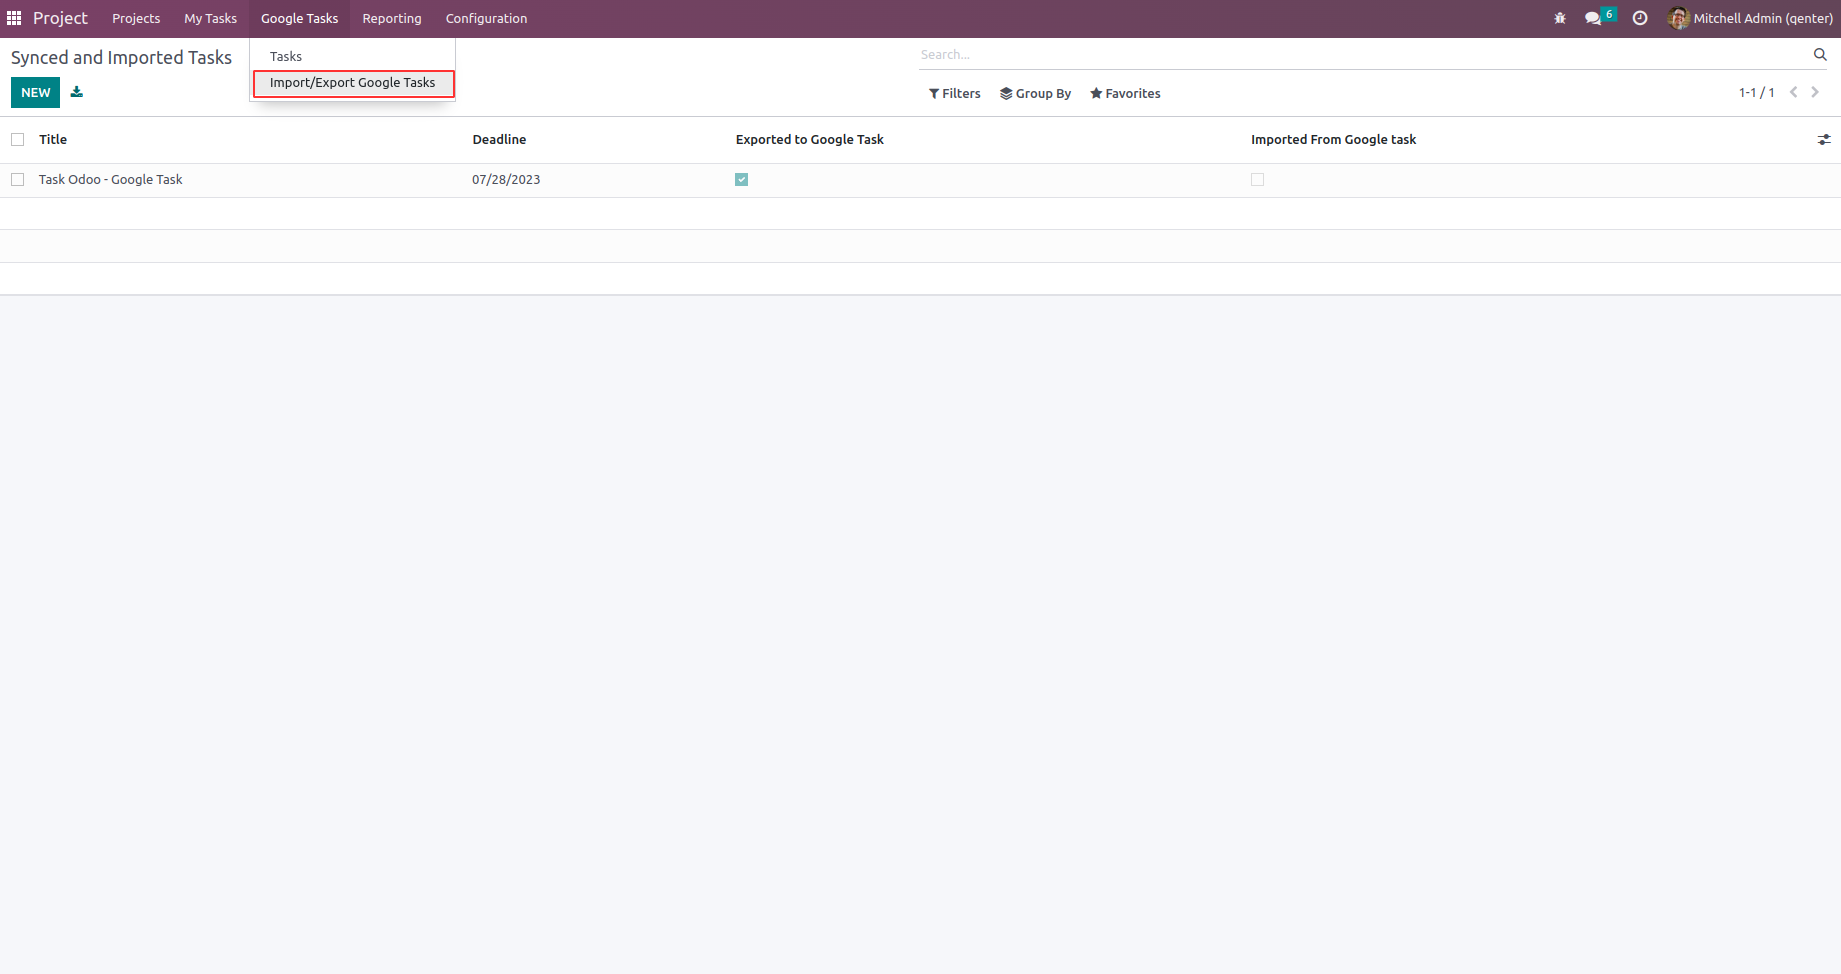 Project Projects My Tasks Google Tasks Reporting Configuration 6 Mitchell Admin (qenter)
Synced and Imported Tasks Tasks Search...
Import/Export Google Tasks
NEW Filters Group By Favorites 1-1 / 1
Title Deadline Exported to Google Task Imported From Google task
Task Odoo - Google Task 07/28/2023